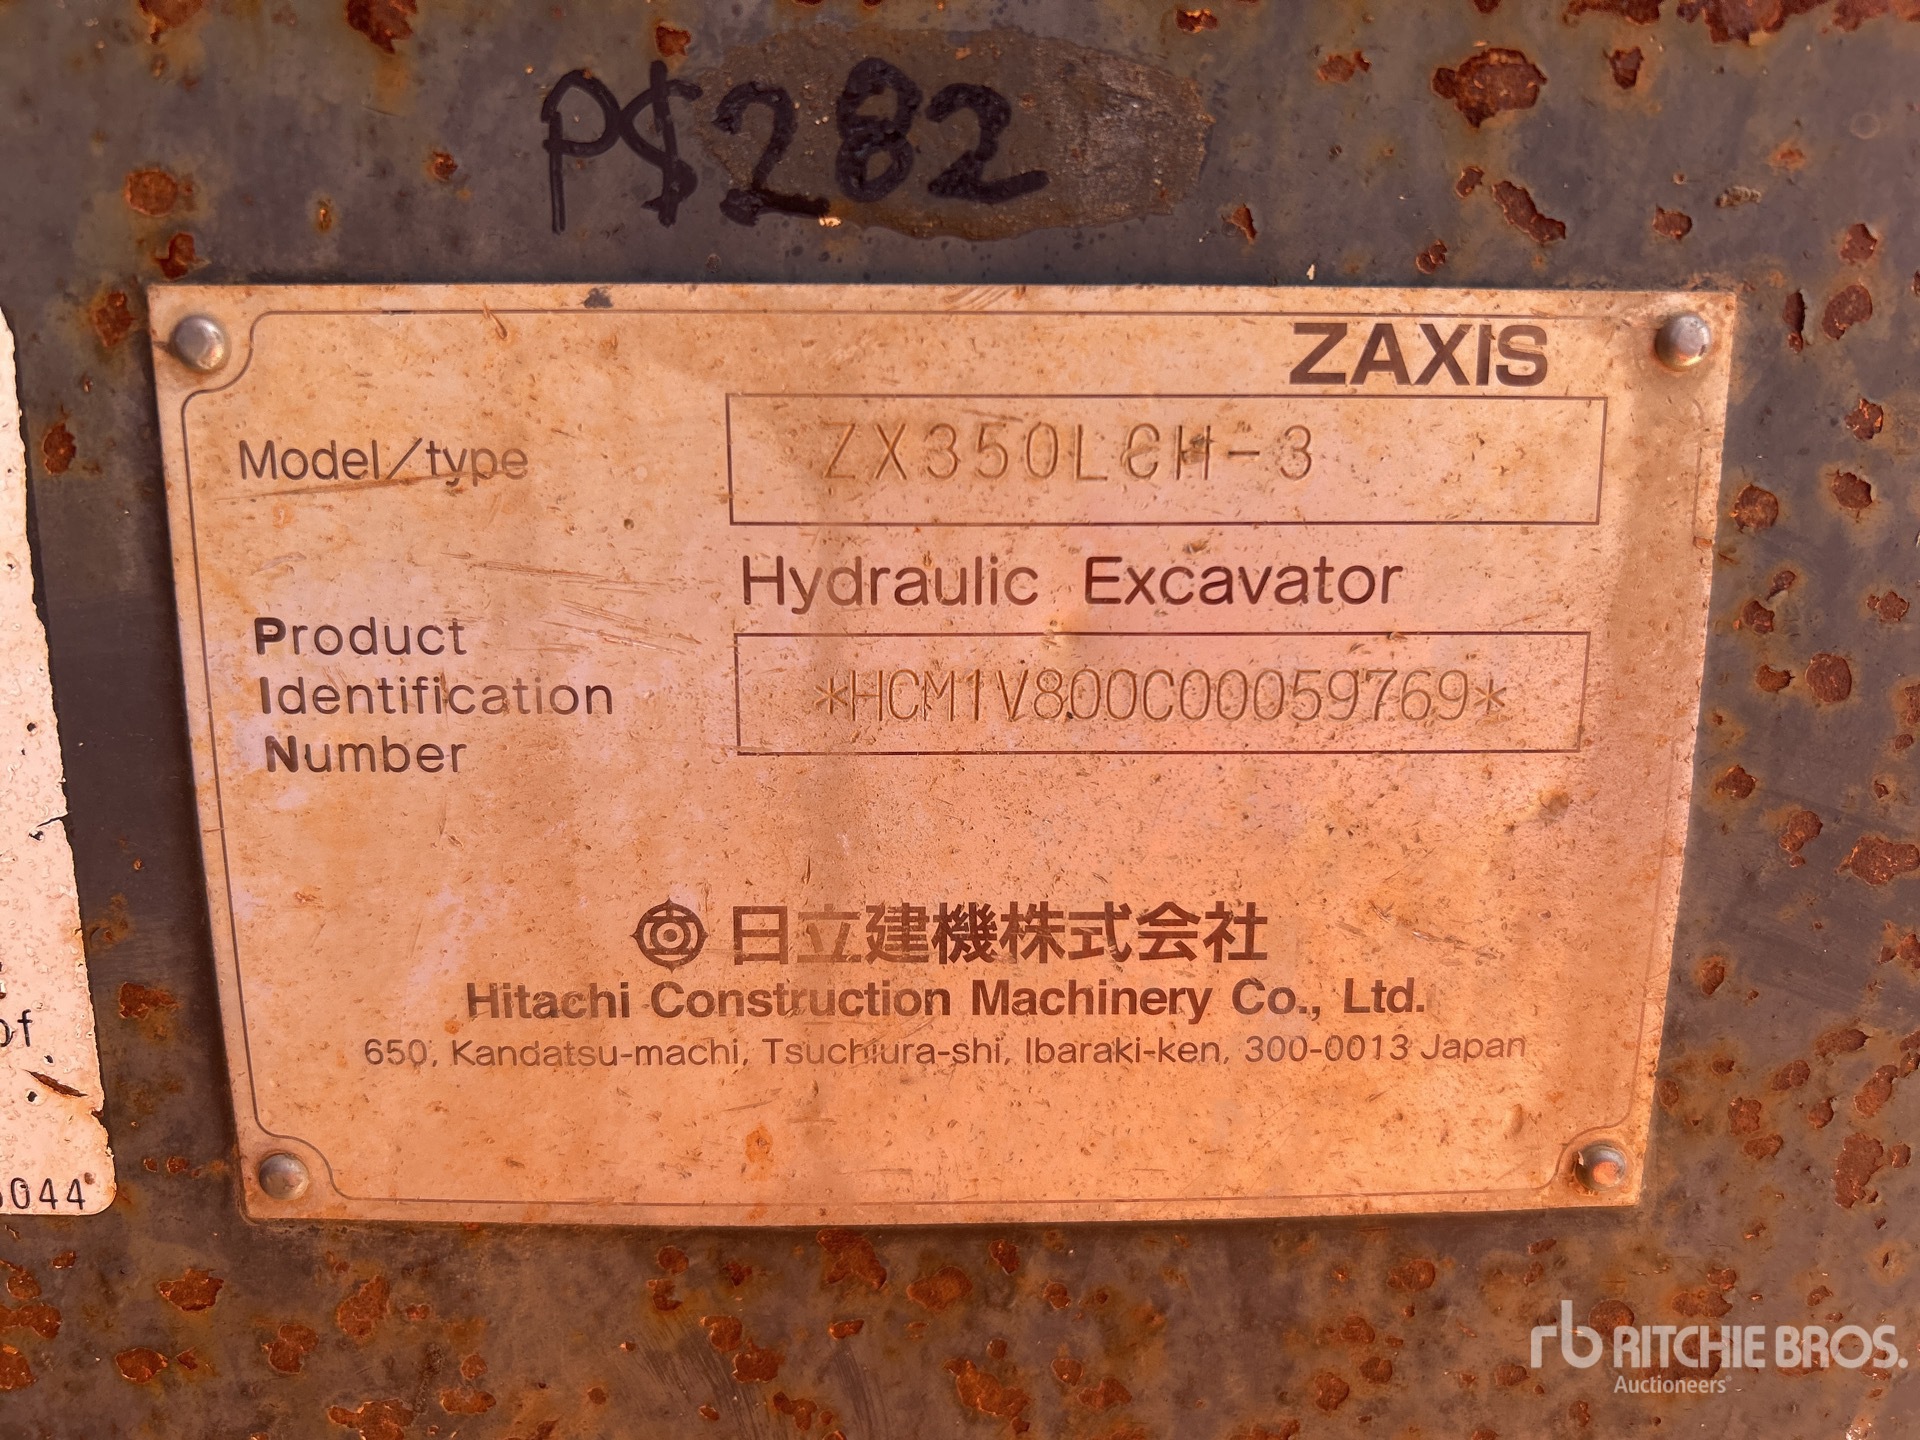 PS282
ZAXIS
Model/type ZX350LCH-3
Hydraulic Excavator
Product
Identification
Number
*HCM1V800C00059769*
日立建機株式会社
Hitachi Construction Machinery Co., Ltd.
650, Kandatsu-machi, Tsuchiura-shi, Ibaraki-ken, 300-0013 Japan
of
044
rb RITCHIE BROS.
Auctioneers